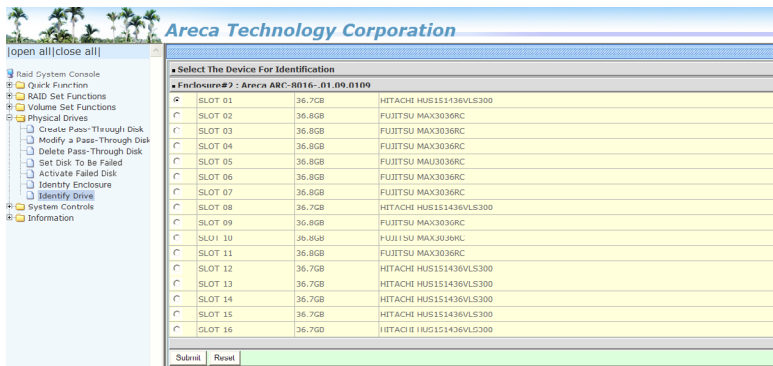 Areca Technology Corporation
|open all|close all|
Raid System Console
Quick Function
RAID Set Functions
Volume Set Functions
Physical Drives
Create Pass-Through Disk
Modify a Pass-Through Disk
Delete Pass-Through Disk
Set Disk To Be Failed
Activate Failed Disk
Identify Enclosure
Identify Drive
System Controls
Information
Select The Device For Identification
Enclosure#2 : Areca ARC-8016-.01.09.0109
SLOT 01 36.7GB HITACHI HUS151436VLS300
SLOT 02 36.8GB FUJITSU MAX3036RC
SLOT 03 36.8GB FUJITSU MAX3036RC
SLOT 04 36.8GB FUJITSU MAX3036RC
SLOT 05 36.8GB FUJITSU MAU3036RC
SLOT 06 36.8GB FUJITSU MAX3036RC
SLOT 07 36.8GB FUJITSU MAX3036RC
SLOT 08 36.7GB HITACHI HUS151436VLS300
SLOT 09 36.8GB FUJITSU MAX3036RC
SLOT 10 36.8GB FUJITSU MAX3036RC
SLOT 11 36.8GB FUJITSU MAX3036RC
SLOT 12 36.7GB HITACHI HUS151436VLS300
SLOT 13 36.7GB HITACHI HUS151436VLS300
SLOT 14 36.7GB HITACHI HUS151436VLS300
SLOT 15 36.7GB HITACHI HUS151436VLS300
SLOT 16 36.7GB HITACHI HUS151436VLS300
Submit Reset